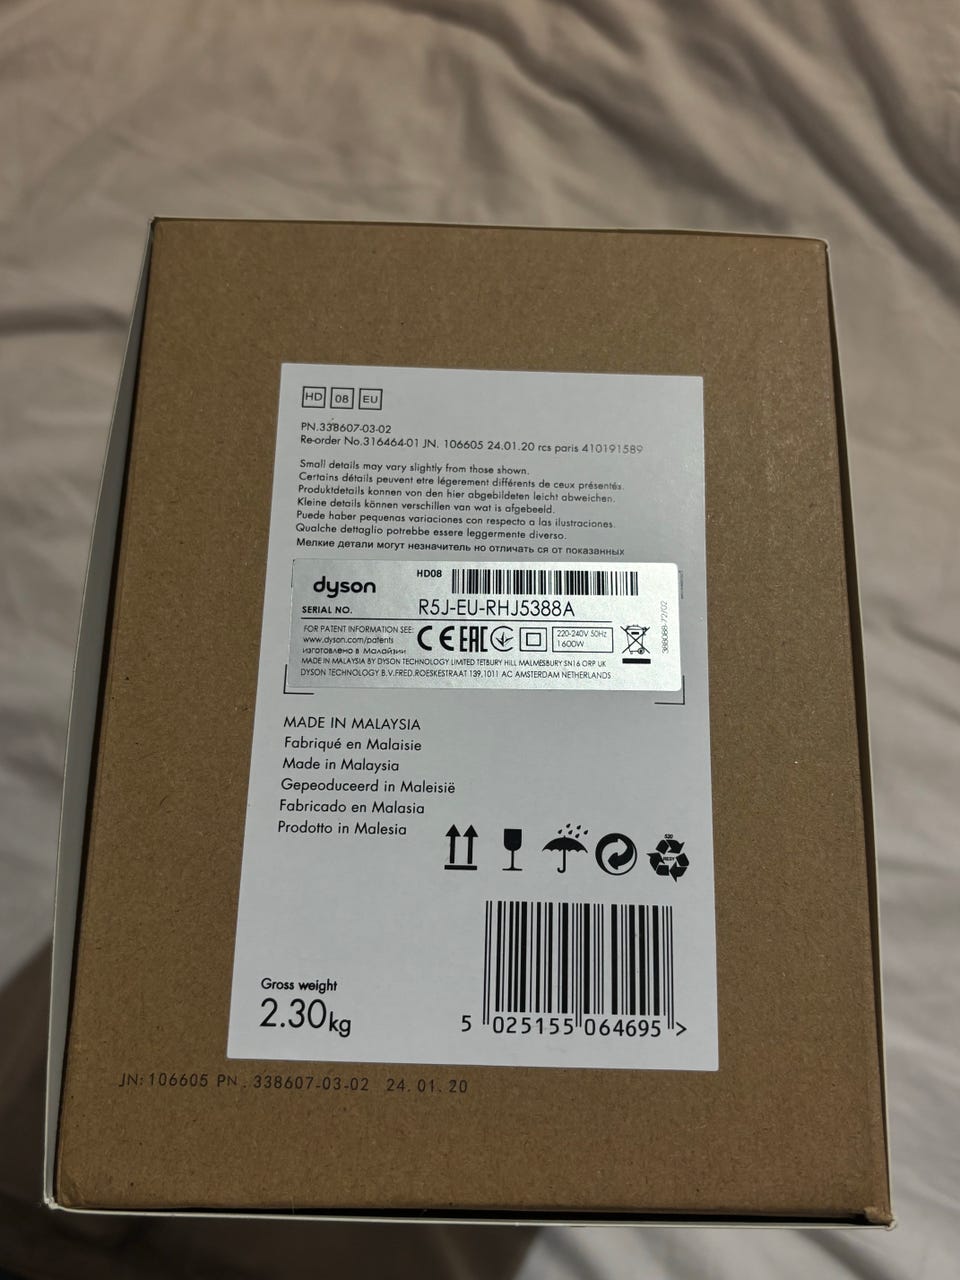 HD 08 EU
PN.338607-03-02
Re-order No.316464-01 JN. 106605 24.01.20 rcs paris 410191589
Small details may vary slightly from those shown.
Certains détails peuvent etre légerement différents de ceux présentés.
Produktdetails konnen von den hier abgebildeten leicht abweichen.
Kleine details können verschillen van wat is afgebeeld.
Puede haber pequenas variaciones con respecto a las ilustraciones.
Qualche dettaglio potrebbe essere leggermente diverso.
Мелкие детали могут незначитель но отличать ся от показанных
dyson
HD08
SERIAL NO.
R5J-EU-RHJ5388A
FOR PATENT INFORMATION SEE:
www.dyson.com/patents
изготовлено в Малайзии
CE EAC
220-240V 50Hz
1600W
388088-72/02
MADE IN MALAYSIA BY DYSON TECHNOLOGY LIMITED TETBURY HILL MALMESBURY SN16 ORP UK
DYSON TECHNOLOGY B.V.FRED.ROESKESTRAAT 139,1011 AC AMSTERDAM NETHERLANDS
MADE IN MALAYSIA
Fabriqué en Malaisie
Made in Malaysia
Gepeoduceerd in Maleisië
Fabricado en Malasia
Prodotto in Malesia
RESY
Gross weight
2.30kg
5 025155 064695 >
JN: 106605 PN. 338607-03-02 24.01.20